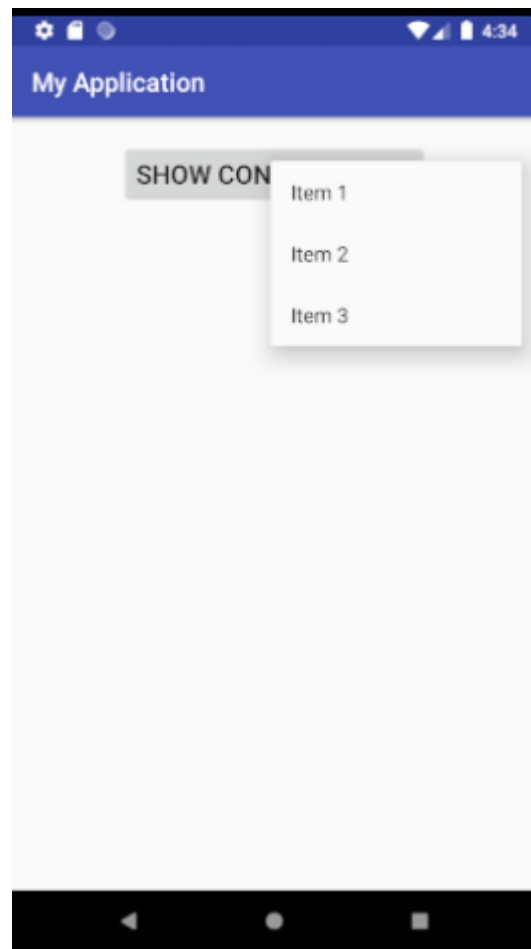 4:34
My Application
SHOW CON
Item 1
Item 2
Item 3